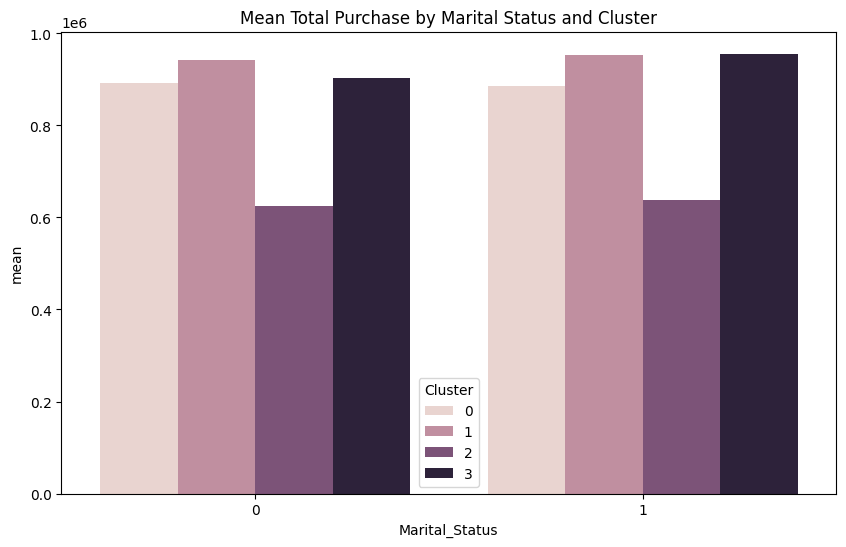 Mean Total Purchase by Marital Status and Cluster
1e6
1.0
0.8
0.6
0.4
0.2
0.0
mean
Cluster
0
1
2
3
0 1
Marital_Status